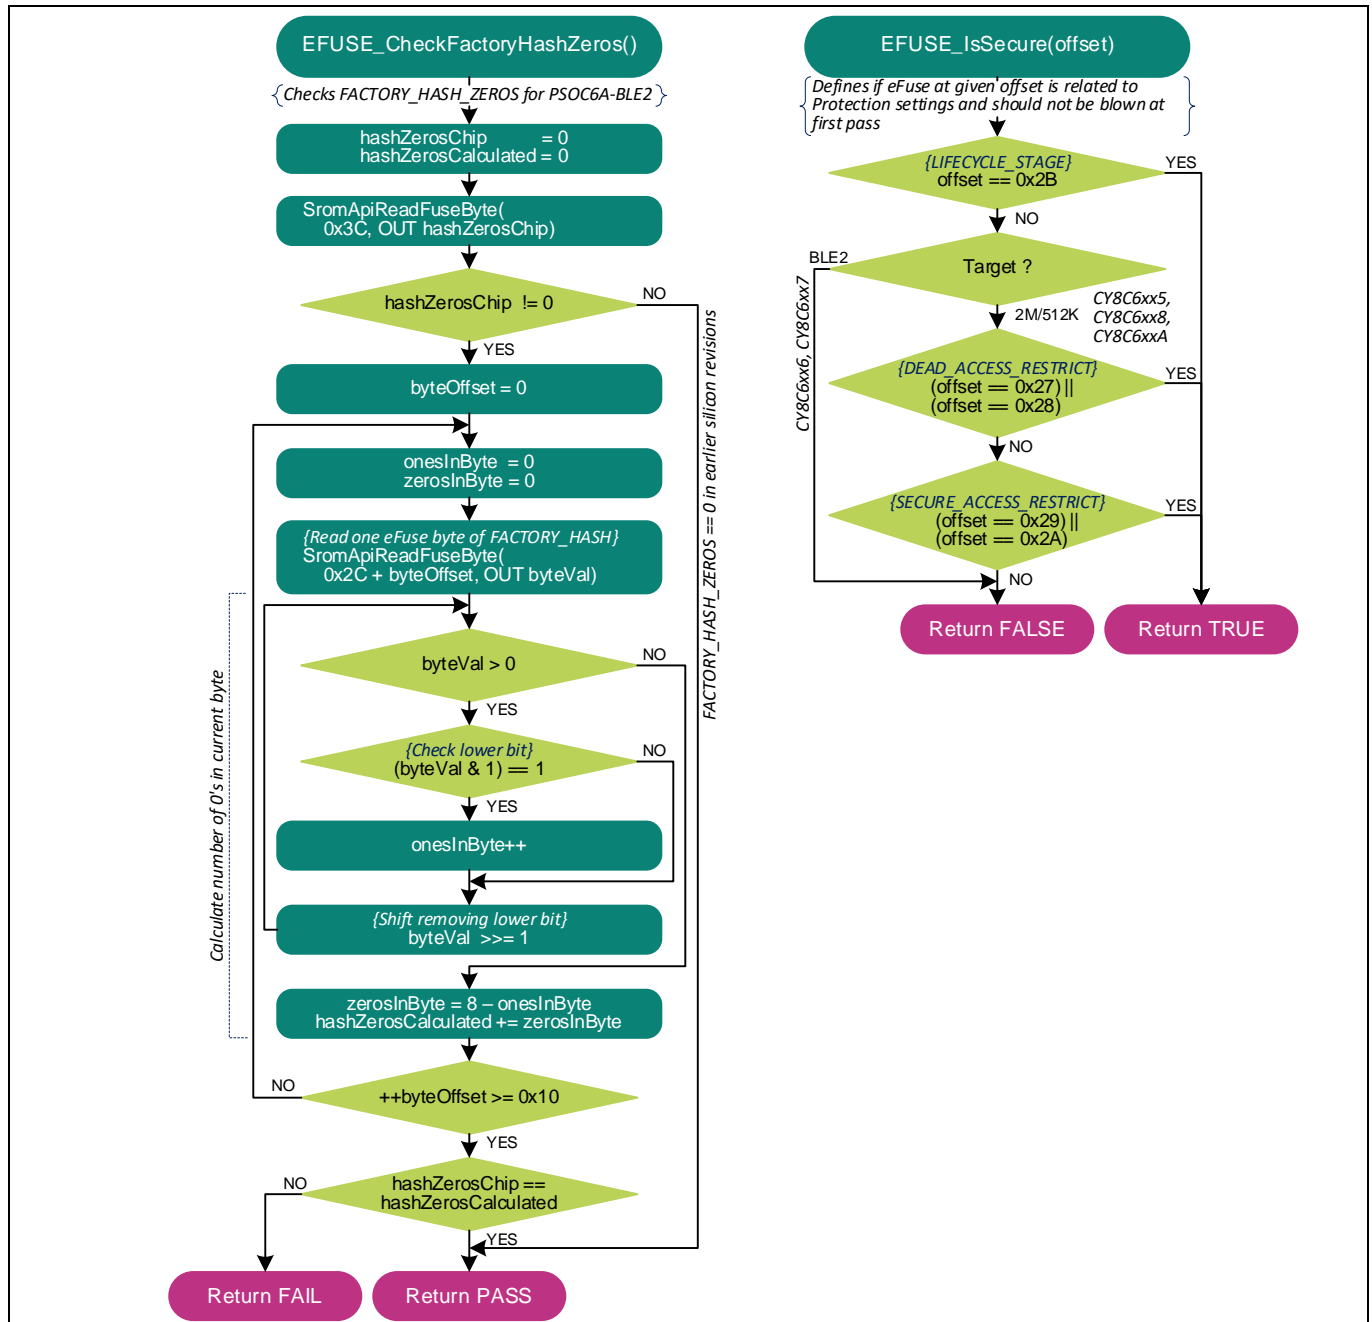 EFUSE_CheckFactoryHashZeros()
{Checks FACTORY_HASH_ZEROS for PSOC6A-BLE2}
hashZerosChip = 0
hashZerosCalculated = 0
SromApiReadFuseByte(
0x3C, OUT hashZerosChip)
hashZerosChip != 0
NO
YES
byteOffset = 0
onesInByte = 0
zerosInByte = 0
{Read one eFuse byte of FACTORY_HASH}
SromApiReadFuseByte(
0x2C + byteOffset, OUT byteVal)
byteVal > 0
NO
YES
{Check lower bit}
(byteVal & 1) == 1
NO
YES
onesInByte++
{Shift removing lower bit}
byteVal >>= 1
zerosInByte = 8 – onesInByte
hashZerosCalculated += zerosInByte
NO
++byteOffset >= 0x10
YES
NO
hashZerosChip ==
hashZerosCalculated
YES
Return FAIL
Return PASS
Calculate number of 0's in current byte
FACTORY_HASH_ZEROS == 0 in earlier silicon revisions
EFUSE_IsSecure(offset)
{Defines if eFuse at given offset is related to
Protection settings and should not be blown at
first pass}
{LIFECYCLE_STAGE}
offset == 0x2B
YES
NO
BLE2
Target ?
CY8C6xx6, CY8C6xx7
2M/512K
CY8C6xx5,
CY8C6xx8,
CY8C6xxA
{DEAD_ACCESS_RESTRICT}
(offset == 0x27) ||
(offset == 0x28)
YES
NO
{SECURE_ACCESS_RESTRICT}
(offset == 0x29) ||
(offset == 0x2A)
YES
NO
Return FALSE
Return TRUE